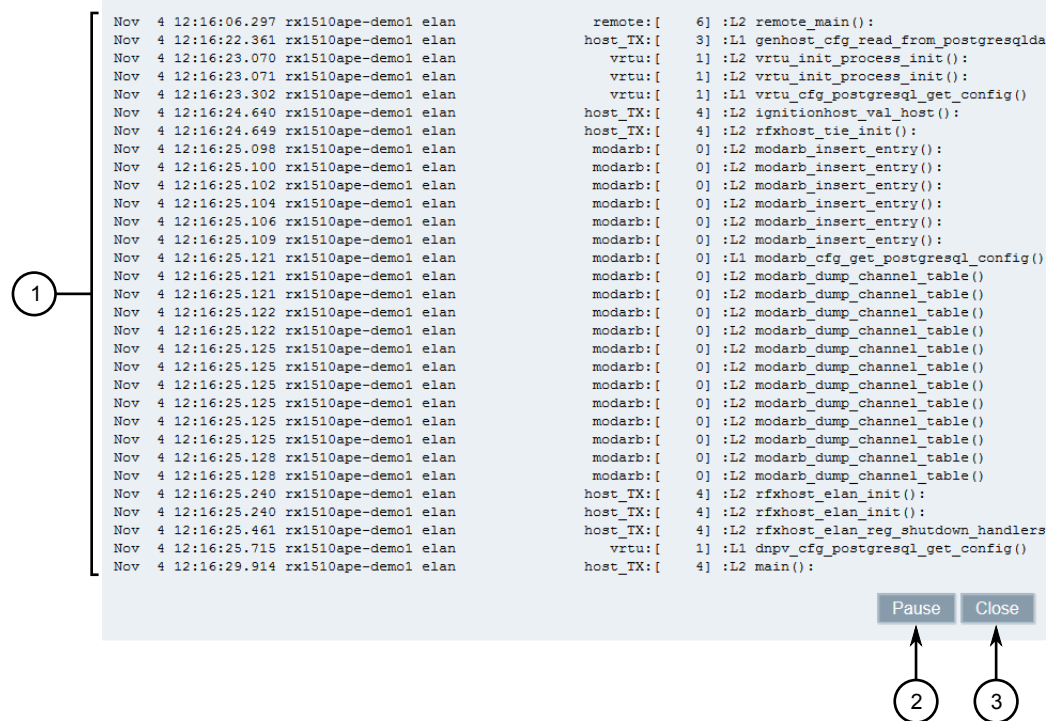 Nov  4 12:16:06.297 rx1510ape-demo1 elan                 remote:[    6] :L2 remote_main():
Nov  4 12:16:22.361 rx1510ape-demo1 elan                host_TX:[    3] :L1 genhost_cfg_read_from_postgresqlda
Nov  4 12:16:23.070 rx1510ape-demo1 elan                   vrtu:[    1] :L2 vrtu_init_process_init():
Nov  4 12:16:23.071 rx1510ape-demo1 elan                   vrtu:[    1] :L2 vrtu_init_process_init():
Nov  4 12:16:23.302 rx1510ape-demo1 elan                   vrtu:[    1] :L1 vrtu_cfg_postgresql_get_config()
Nov  4 12:16:24.640 rx1510ape-demo1 elan                host_TX:[    4] :L2 ignitionhost_val_host():
Nov  4 12:16:24.649 rx1510ape-demo1 elan                host_TX:[    4] :L2 rfxhost_tie_init():
Nov  4 12:16:25.098 rx1510ape-demo1 elan                 modarb:[    0] :L2 modarb_insert_entry():
Nov  4 12:16:25.100 rx1510ape-demo1 elan                 modarb:[    0] :L2 modarb_insert_entry():
Nov  4 12:16:25.102 rx1510ape-demo1 elan                 modarb:[    0] :L2 modarb_insert_entry():
Nov  4 12:16:25.104 rx1510ape-demo1 elan                 modarb:[    0] :L2 modarb_insert_entry():
Nov  4 12:16:25.106 rx1510ape-demo1 elan                 modarb:[    0] :L2 modarb_insert_entry():
Nov  4 12:16:25.109 rx1510ape-demo1 elan                 modarb:[    0] :L2 modarb_insert_entry():
Nov  4 12:16:25.121 rx1510ape-demo1 elan                 modarb:[    0] :L1 modarb_cfg_get_postgresql_config()
Nov  4 12:16:25.121 rx1510ape-demo1 elan                 modarb:[    0] :L2 modarb_dump_channel_table()
1
Nov  4 12:16:25.121 rx1510ape-demo1 elan                 modarb:[    0] :L2 modarb_dump_channel_table()
Nov  4 12:16:25.122 rx1510ape-demo1 elan                 modarb:[    0] :L2 modarb_dump_channel_table()
Nov  4 12:16:25.122 rx1510ape-demo1 elan                 modarb:[    0] :L2 modarb_dump_channel_table()
Nov  4 12:16:25.125 rx1510ape-demo1 elan                 modarb:[    0] :L2 modarb_dump_channel_table()
Nov  4 12:16:25.125 rx1510ape-demo1 elan                 modarb:[    0] :L2 modarb_dump_channel_table()
Nov  4 12:16:25.125 rx1510ape-demo1 elan                 modarb:[    0] :L2 modarb_dump_channel_table()
Nov  4 12:16:25.125 rx1510ape-demo1 elan                 modarb:[    0] :L2 modarb_dump_channel_table()
Nov  4 12:16:25.125 rx1510ape-demo1 elan                 modarb:[    0] :L2 modarb_dump_channel_table()
Nov  4 12:16:25.125 rx1510ape-demo1 elan                 modarb:[    0] :L2 modarb_dump_channel_table()
Nov  4 12:16:25.128 rx1510ape-demo1 elan                 modarb:[    0] :L2 modarb_dump_channel_table()
Nov  4 12:16:25.128 rx1510ape-demo1 elan                 modarb:[    0] :L2 modarb_dump_channel_table()
Nov  4 12:16:25.240 rx1510ape-demo1 elan                host_TX:[    4] :L2 rfxhost_elan_init():
Nov  4 12:16:25.240 rx1510ape-demo1 elan                host_TX:[    4] :L2 rfxhost_elan_init():
Nov  4 12:16:25.461 rx1510ape-demo1 elan                host_TX:[    4] :L2 rfxhost_elan_reg_shutdown_handlers
Nov  4 12:16:25.715 rx1510ape-demo1 elan                   vrtu:[    1] :L1 dnpv_cfg_postgresql_get_config()
Nov  4 12:16:29.914 rx1510ape-demo1 elan                host_TX:[    4] :L2 main():
Pause Close
2 3